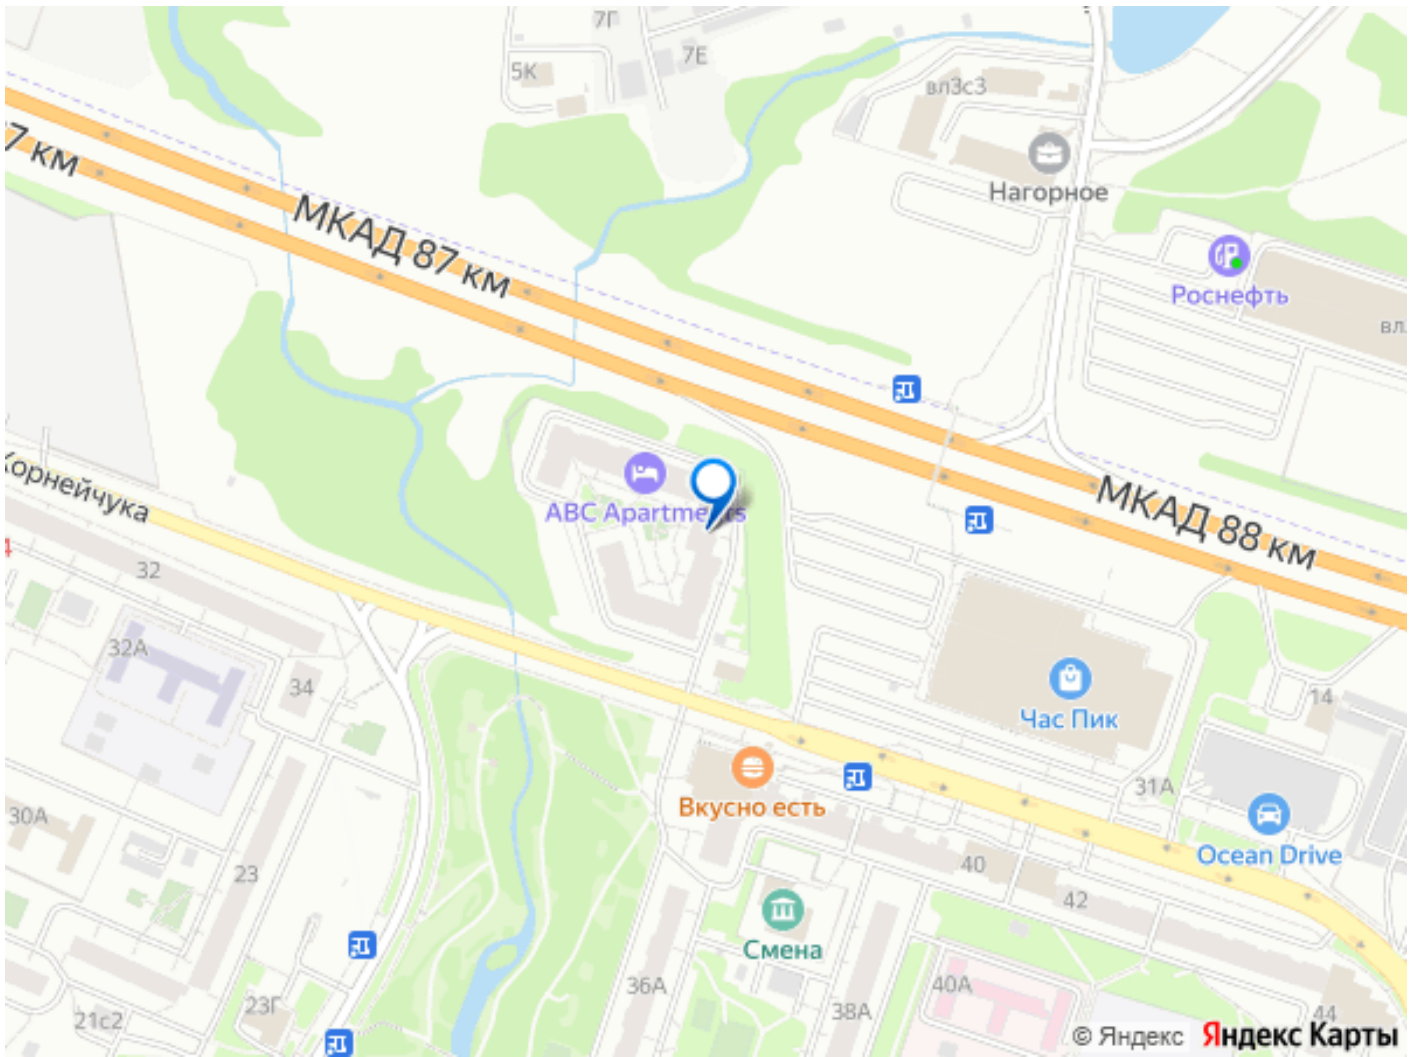 7Г
7Е
5К
вл3с3
7 км
Нагорное
МКАД 87 км
Роснефть
вл
ABC Apartments
МКАД 88 км
Корнейчука
32
32А
34
14
Час Пик
31А
Вкусно есть
30А
Ocean Drive
23
40
42
Смена
36А
40А
38А
23Г
21с2
44
© Яндекс Яндекс Карты